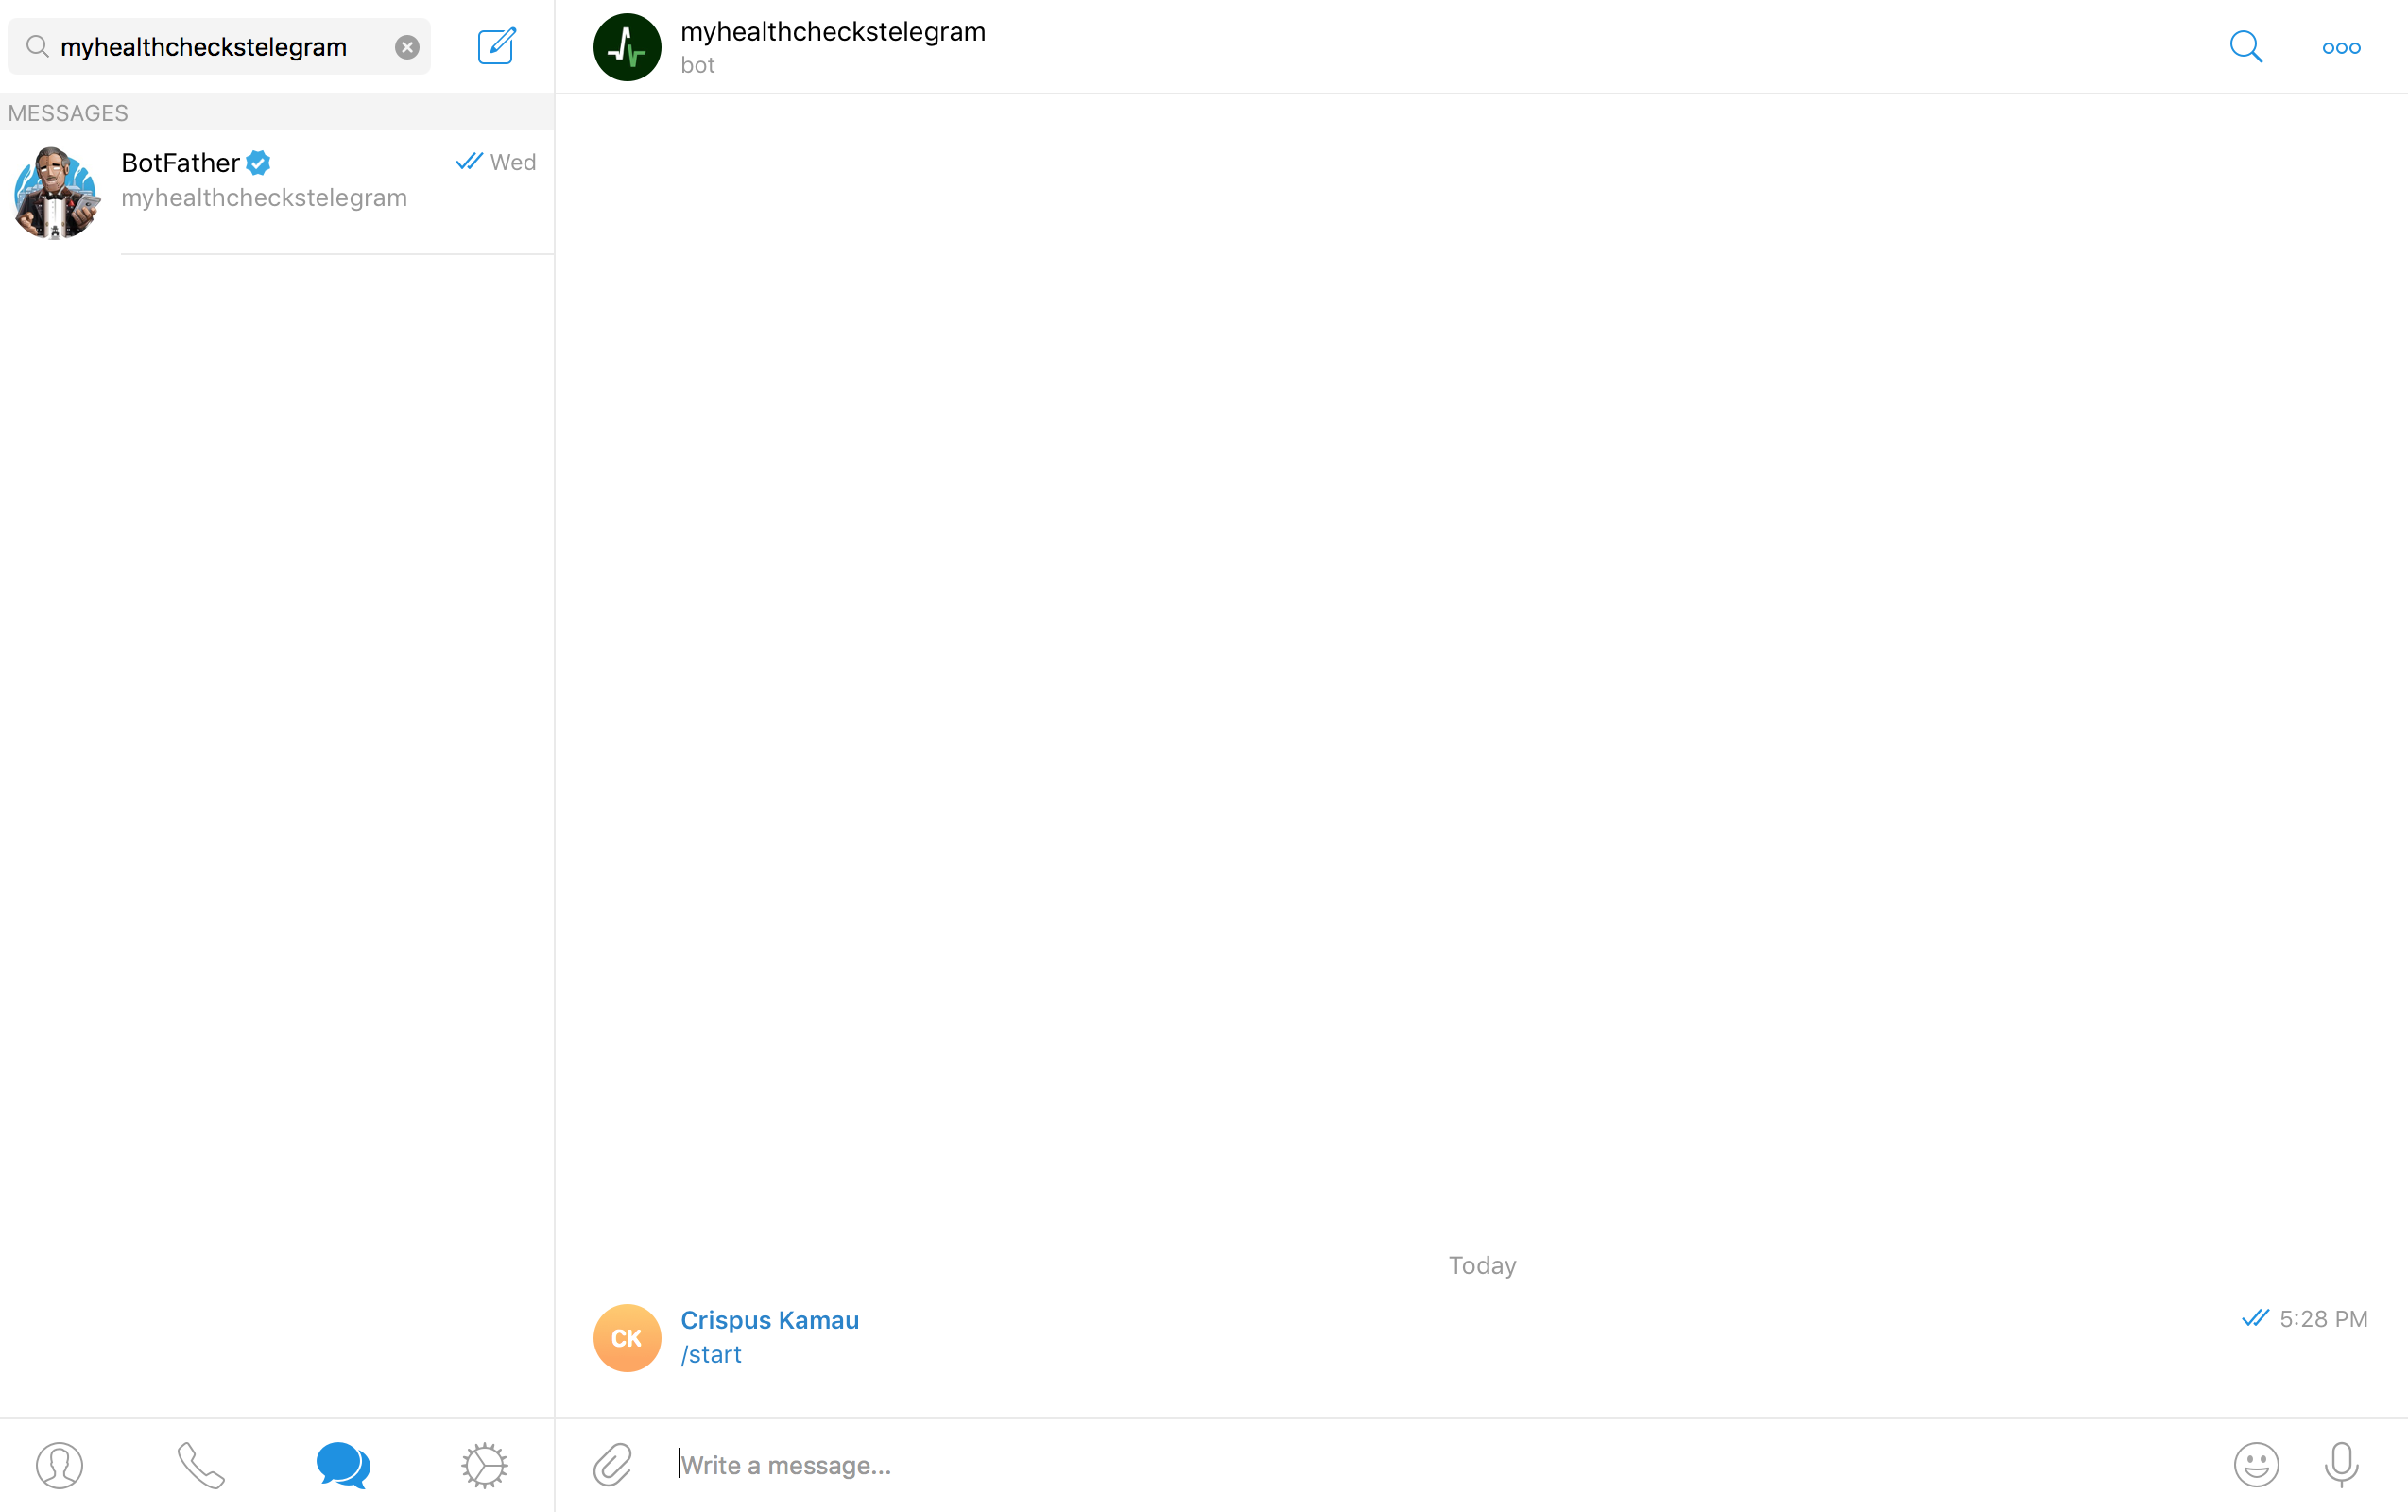 myhealthcheckstelegram
MESSAGES
BotFather
Wed
myhealthcheckstelegram
myhealthcheckstelegram
bot
Today
CK
Crispus Kamau
5:28 PM
/start
Write a message...